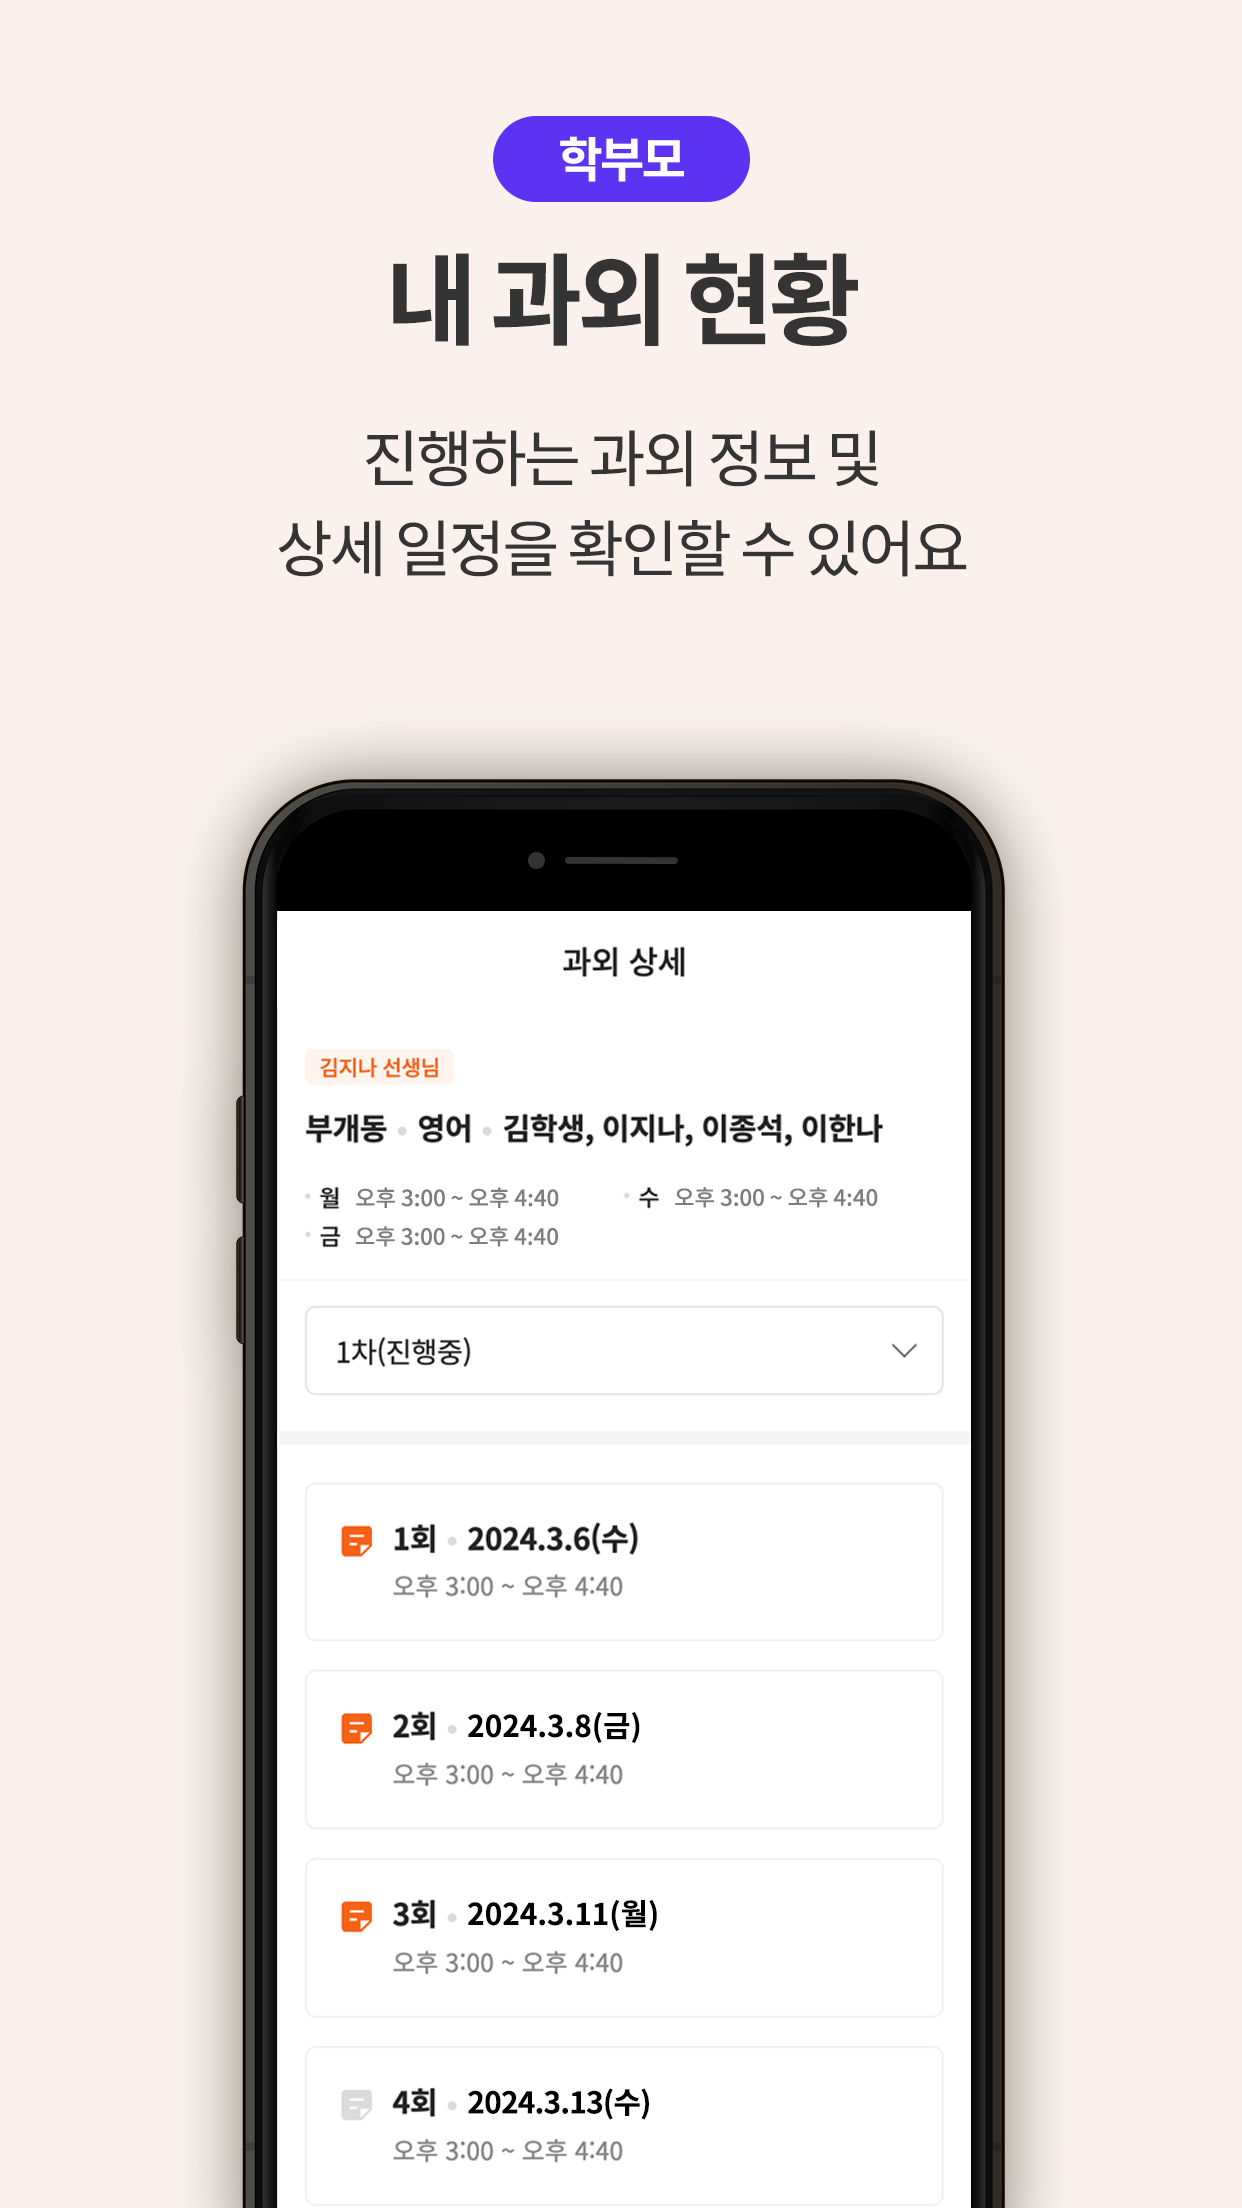 학부모
내 과외 현황
진행하는 과외 정보 및
상세 일정을 확인할 수 있어요
과외 상세
김지나 선생님
부개동 • 영어 • 김학생, 이지나, 이종석, 이한나
• 월 오후 3:00 ~ 오후 4:40 • 수 오후 3:00 ~ 오후 4:40
• 금 오후 3:00 ~ 오후 4:40
1차(진행중)
1회 • 2024.3.6(수)
오후 3:00 ~ 오후 4:40
2회 • 2024.3.8(금)
오후 3:00 ~ 오후 4:40
3회 • 2024.3.11(월)
오후 3:00 ~ 오후 4:40
4회 • 2024.3.13(수)
오후 3:00 ~ 오후 4:40